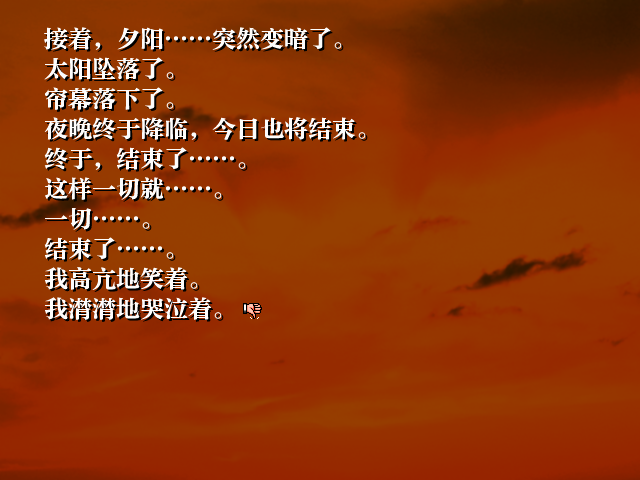 接着，夕阳……突然变暗了。
太阳坠落了。
帘幕落下了。
夜晚终于降临，今日也将结束。
终于，结束了……。
这样一切就……。
一切……。
结束了……。
我高亢地笑着。
我潸潸地哭泣着。